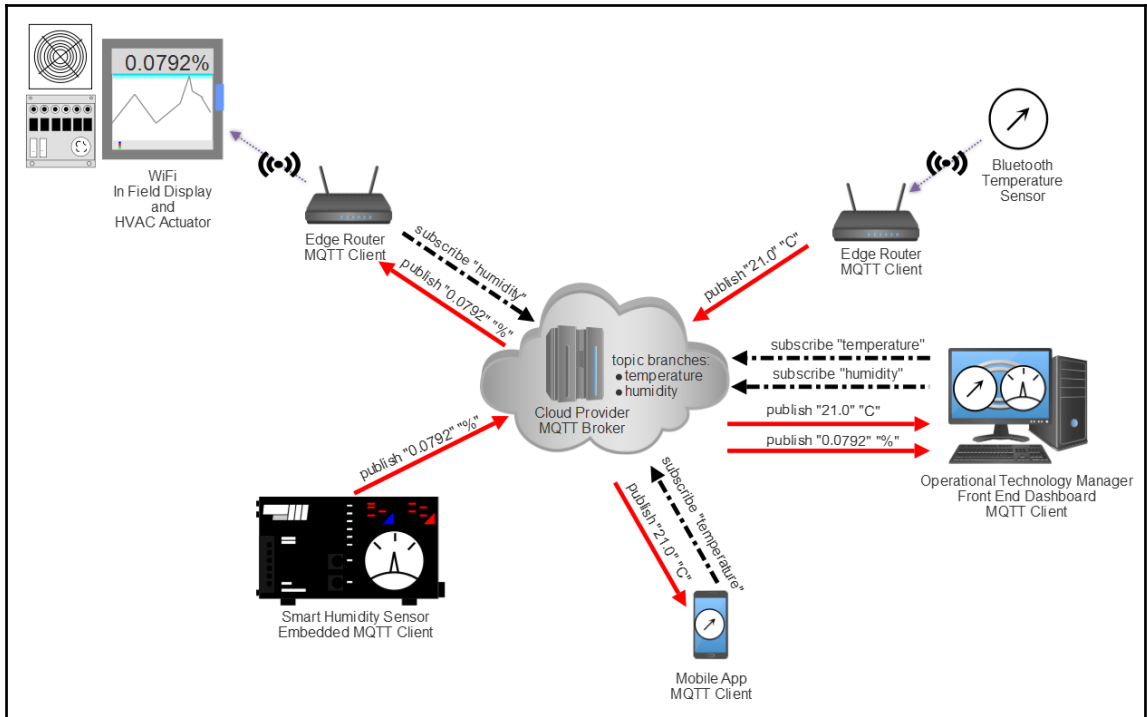 0.0792%
WiFi
In Field Display
and
HVAC Actuator
Edge Router
MQTT Client
subscribe "humidity"
publish "0.0792" "%"
Bluetooth
Temperature
Sensor
Edge Router
MQTT Client
publish "21.0" "C"
topic branches:
● temperature
● humidity
Cloud Provider
MQTT Broker
subscribe "temperature"
subscribe "humidity"
publish "21.0" "C"
publish "0.0792" "%"
Operational Technology Manager
Front End Dashboard
MQTT Client
publish "0.0792" "%"
Smart Humidity Sensor
Embedded MQTT Client
publish "21.0" "C"
subscribe "temperature"
Mobile App
MQTT Client